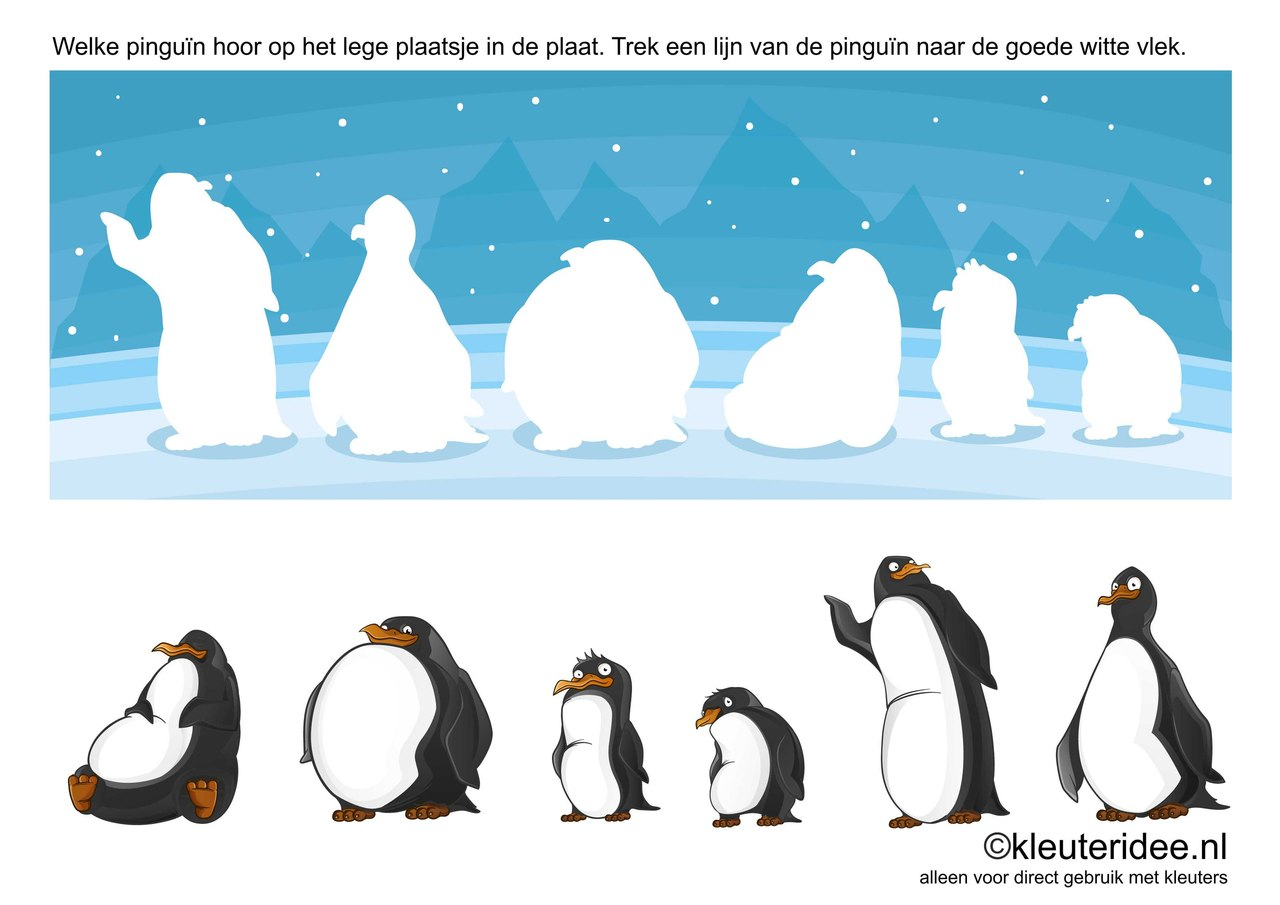 Welke pinguïn hoor op het lege plaatsje in de plaat. Trek een lijn van de pinguïn naar de goede witte vlek.
©kleuteridee.nl
alleen voor direct gebruik met kleuters